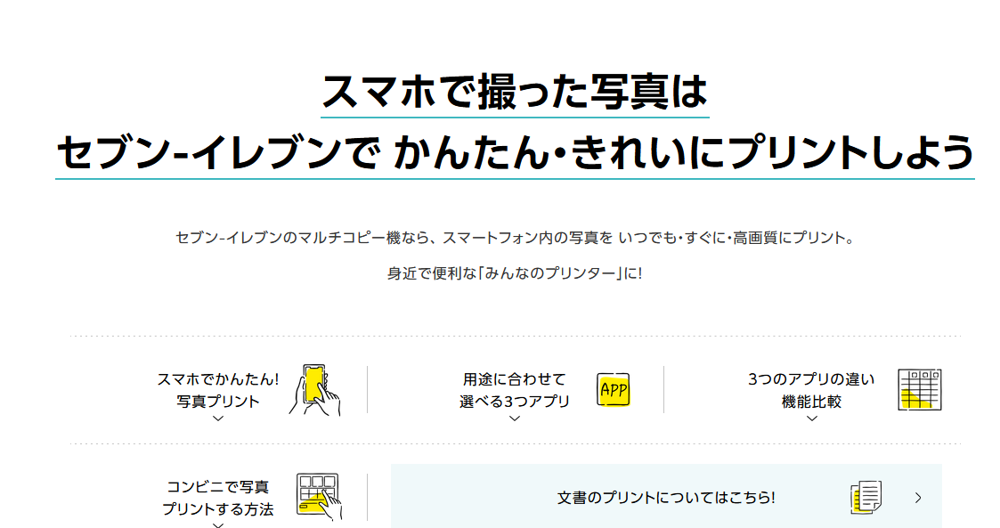 スマホで撮った写真は
セブン-イレブンで かんたん・きれいにプリントしよう
セブン-イレブンのマルチコピー機なら、スマートフォン内の写真を いつでも・すぐに・高画質にプリント。
身近で便利な「みんなのプリンター」に!
スマホでかんたん!
写真プリント
用途に合わせて
選べる3つアプリ
APP
3つのアプリの違い
機能比較
コンビニで写真
プリントする方法
文書のプリントについてはこちら!